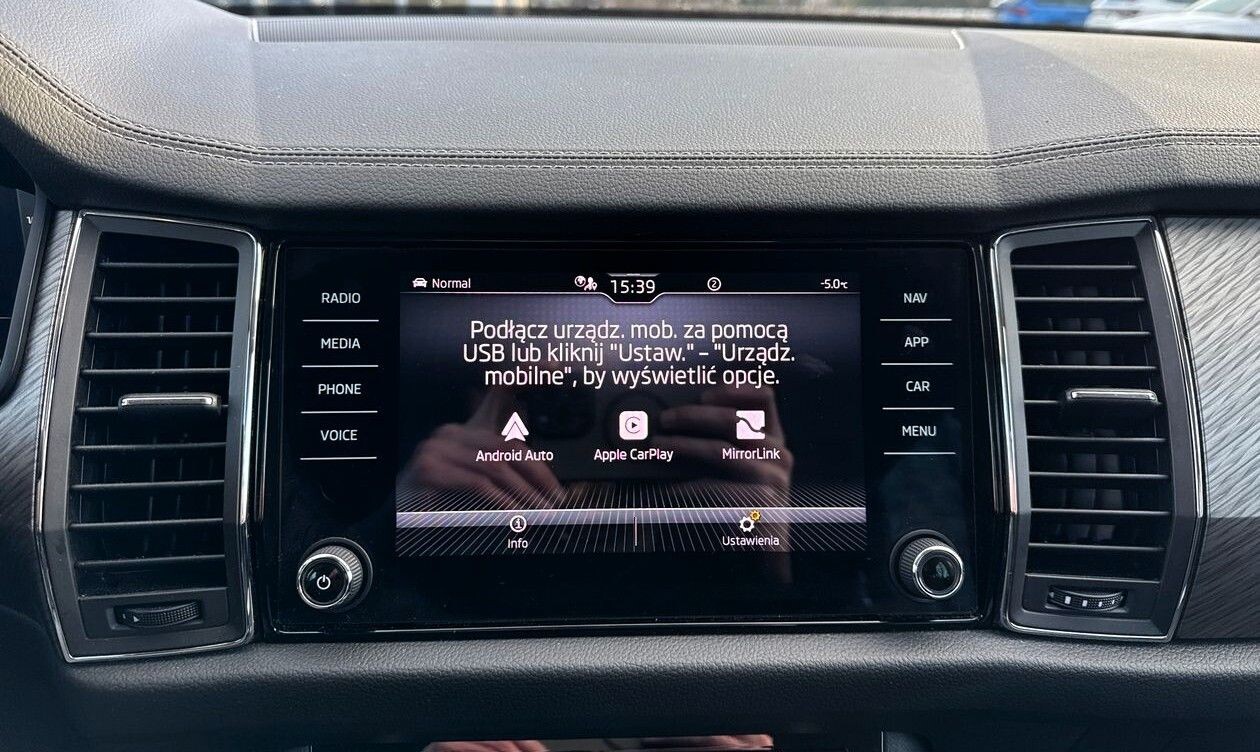 Normal 15:39 2 -5.0°C
RADIO
MEDIA
PHONE
VOICE
Podłącz urządz. mob. za pomocą
USB lub kliknij "Ustaw." – "Urządz.
mobilne", by wyświetlić opcje.
Android Auto Apple CarPlay MirrorLink
Info Ustawienia
NAV
APP
CAR
MENU